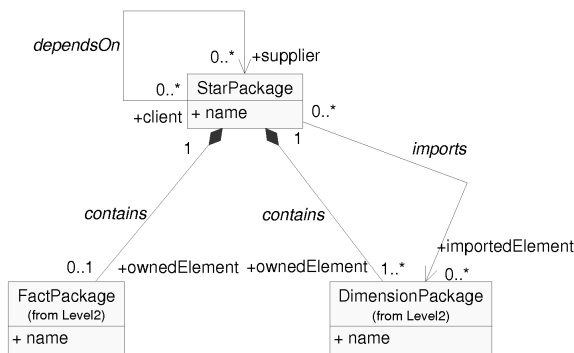 dependsOn
0..* +supplier
0..*
StarPackage
0..*
+client
+ name
1
1
imports
contains
contains
+importedElement
0..1
+ownedElement
+ownedElement
1..*
0..*
FactPackage
(from Level2)
+ name
DimensionPackage
(from Level2)
+ name